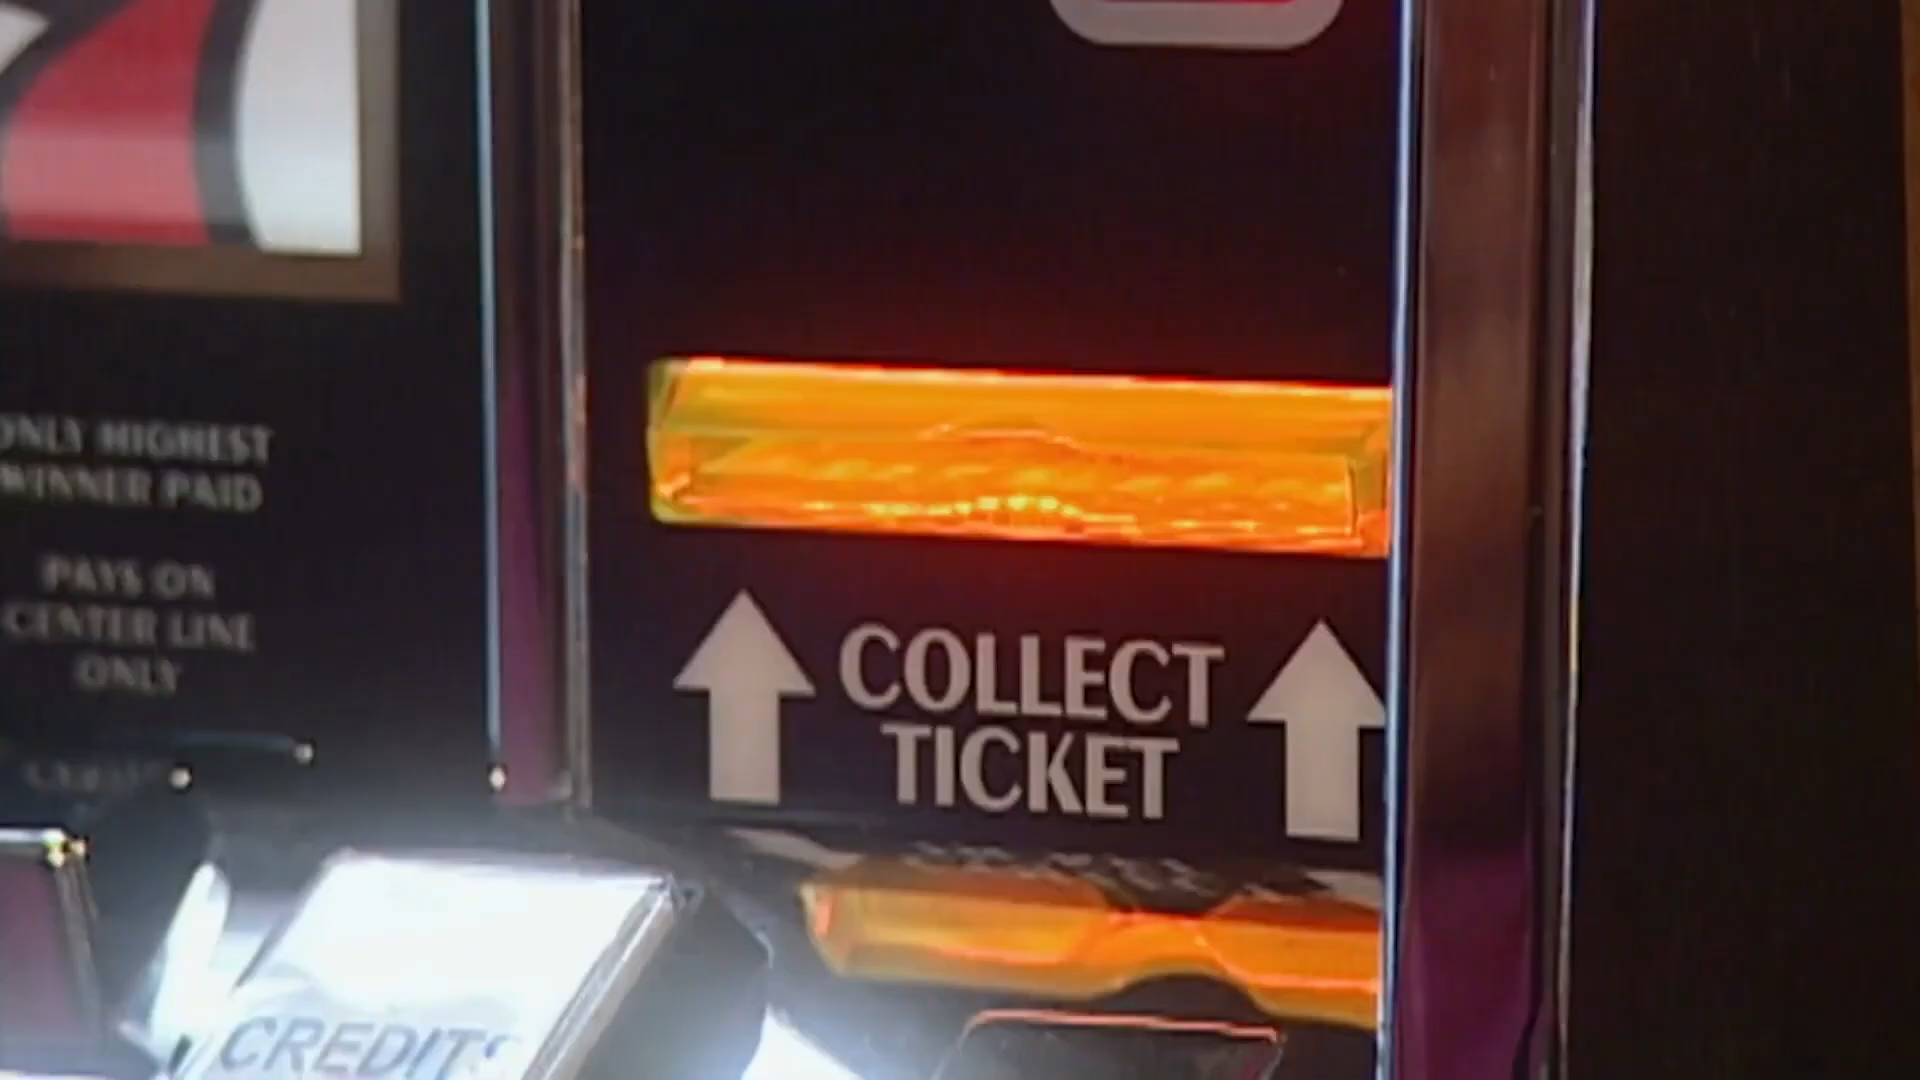 ONLY HIGHEST
WINNER PAID
PAYS ON
CENTER LINE
ONLY
COLLECT
TICKET
CREDITS